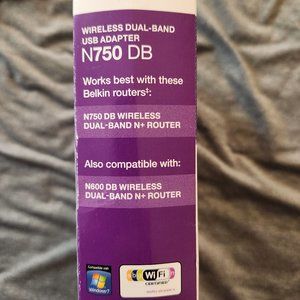 WIRELESS DUAL-BAND
USB ADAPTER
N750 DB
Works best with these
Belkin routers‡:
N750 DB WIRELESS
DUAL-BAND N+ ROUTER
Also compatible with:
N600 DB WIRELESS
DUAL-BAND N+ ROUTER
Compatible with
Windows 7
Wi Fi
CERTIFIED